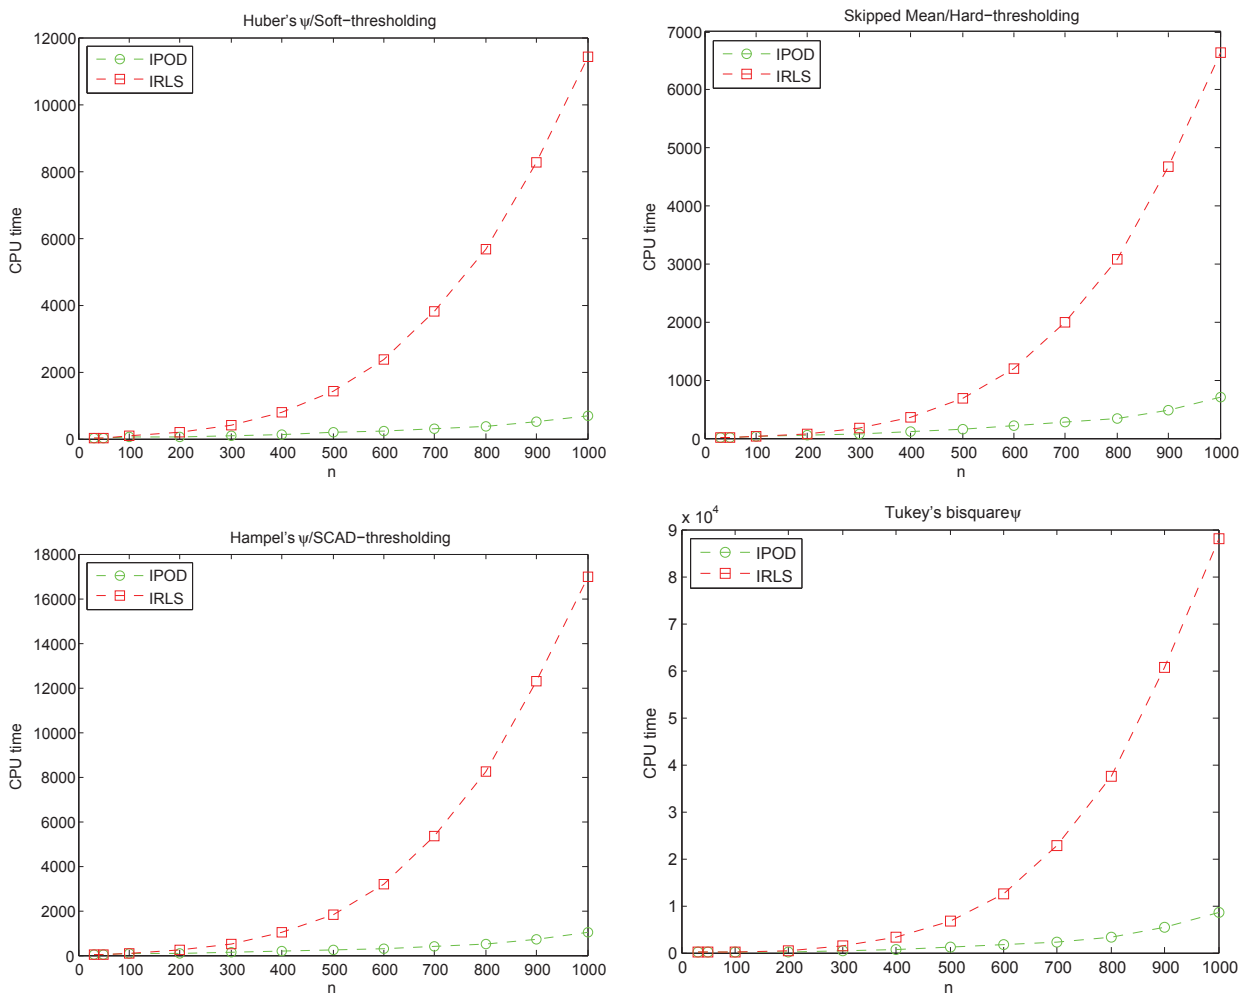 Huber's ψ/Soft−thresholding
12000
10000
8000
6000
4000
2000
0
CPU time
IPOD
IRLS
0 100 200 300 400 500 600 700 800 900 1000
n
Skipped Mean/Hard−thresholding
7000
6000
5000
4000
3000
2000
1000
0
CPU time
IPOD
IRLS
0 100 200 300 400 500 600 700 800 900 1000
n
Hampel's ψ/SCAD−thresholding
18000
16000
14000
12000
10000
8000
6000
4000
2000
0
CPU time
IPOD
IRLS
0 100 200 300 400 500 600 700 800 900 1000
n
Tukey's bisquareψ
x 10⁴
9
8
7
6
5
4
3
2
1
0
CPU time
IPOD
IRLS
0 100 200 300 400 500 600 700 800 900 1000
n